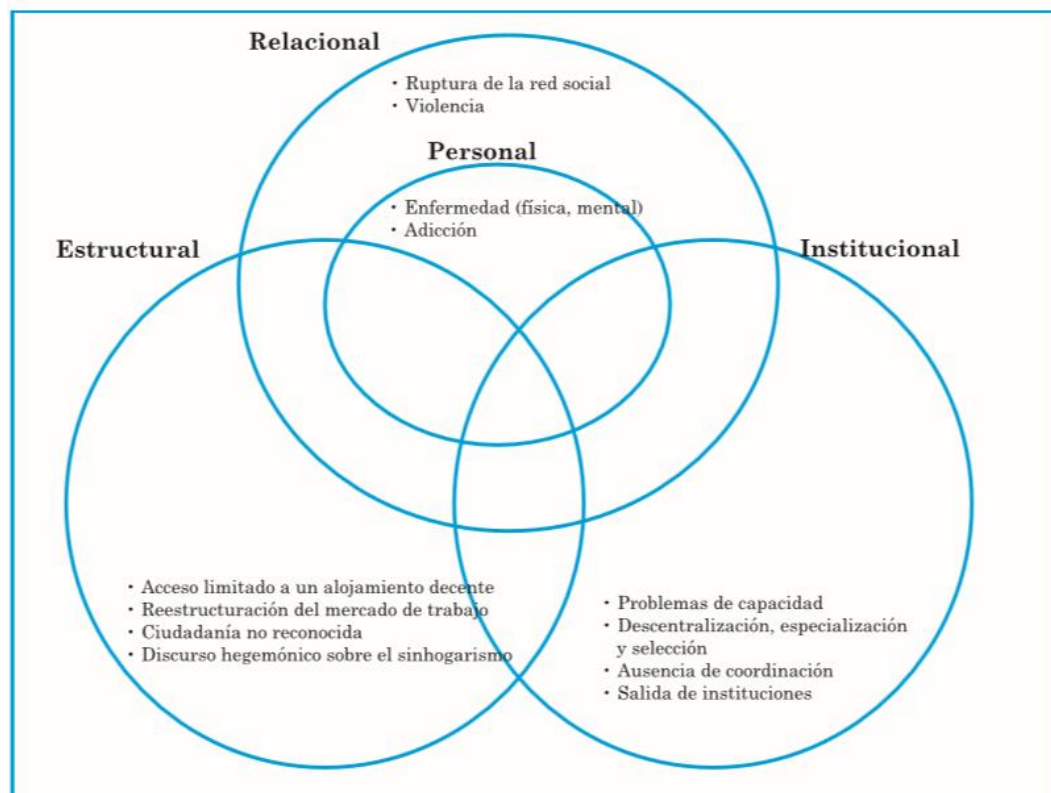 Relacional
• Ruptura de la red social
• Violencia
Personal
• Enfermedad (física, mental)
• Adicción
Estructural
Institucional
• Acceso limitado a un alojamiento decente
• Reestructuración del mercado de trabajo
• Ciudadanía no reconocida
• Discurso hegemónico sobre el sinhogarismo
• Problemas de capacidad
• Descentralización, especialización
y selección
• Ausencia de coordinación
• Salida de instituciones